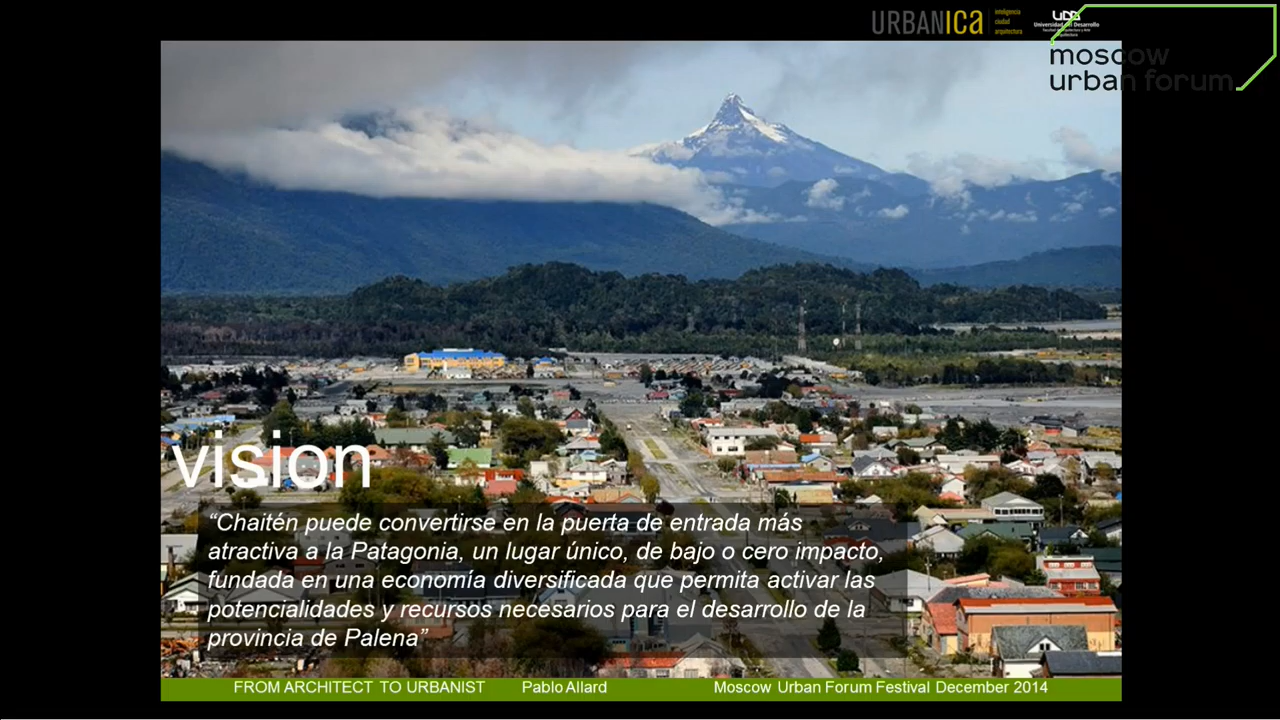 URBANICA
inteligencia
ciudad
arquitectura
UDD
Universidad del Desarrollo
moscow
urban forum
vision
“Chaitén puede convertirse en la puerta de entrada más
atractiva a la Patagonia, un lugar único, de bajo o cero impacto,
fundada en una economía diversificada que permita activar las
potencialidades y recursos necesarios para el desarrollo de la
provincia de Palena”
FROM ARCHITECT TO URBANIST Pablo Allard Moscow Urban Forum Festival December 2014